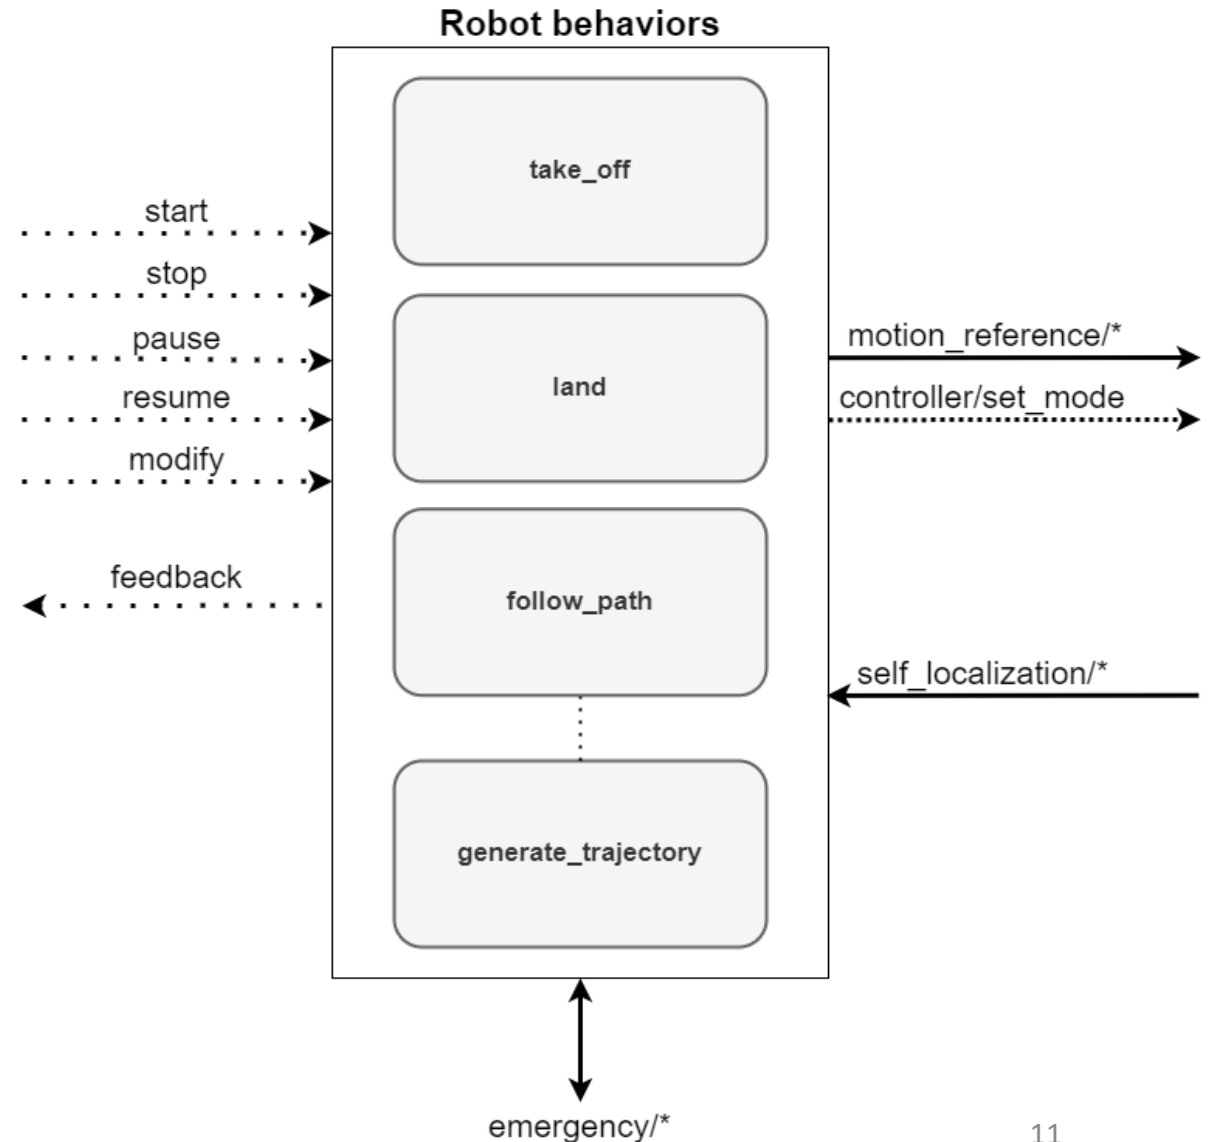 Robot behaviors
take_off
start
stop
pause
resume
modify
feedback
land
follow_path
generate_trajectory
motion_reference/*
controller/set_mode
self_localization/*
emergency/*
11